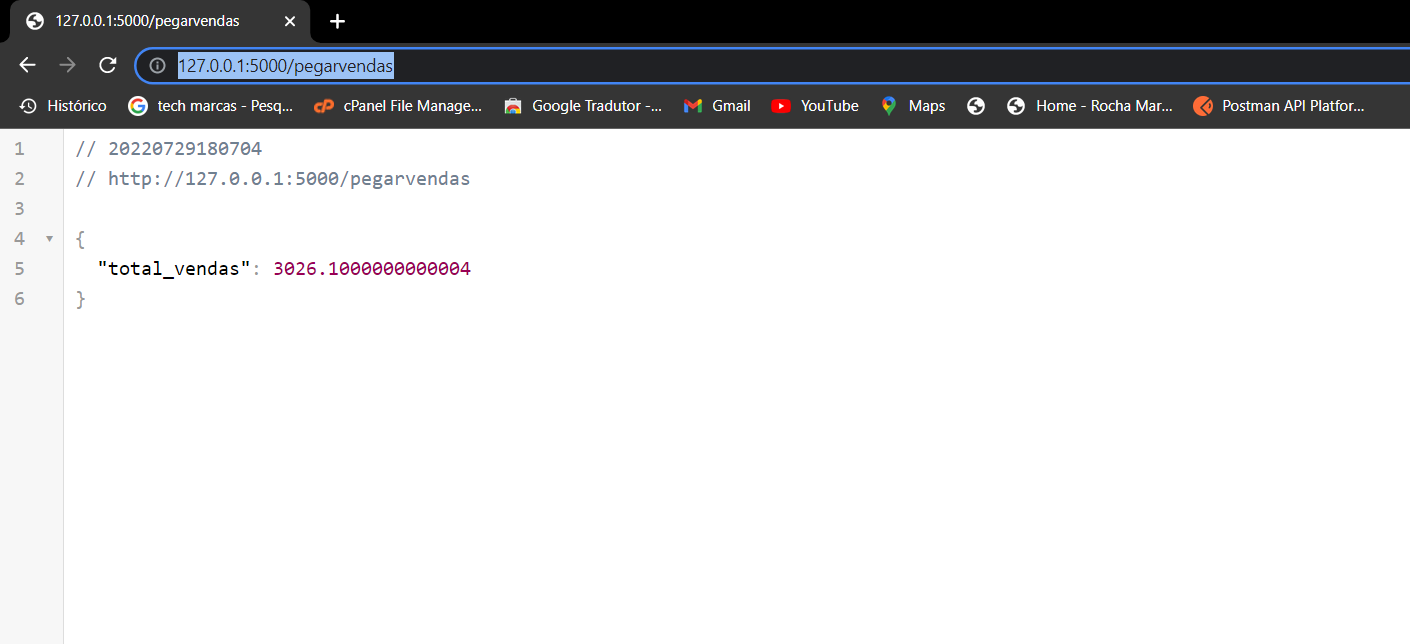 127.0.0.1:5000/pegarvendas
127.0.0.1:5000/pegarvendas
Histórico tech marcas - Pesq... cPanel File Manage... Google Tradutor -... Gmail YouTube Maps Home - Rocha Mar... Postman API Platfor...
1 // 20220729180704
2 // http://127.0.0.1:5000/pegarvendas
3
4 {
5 "total_vendas": 3026.1000000000004
6 }